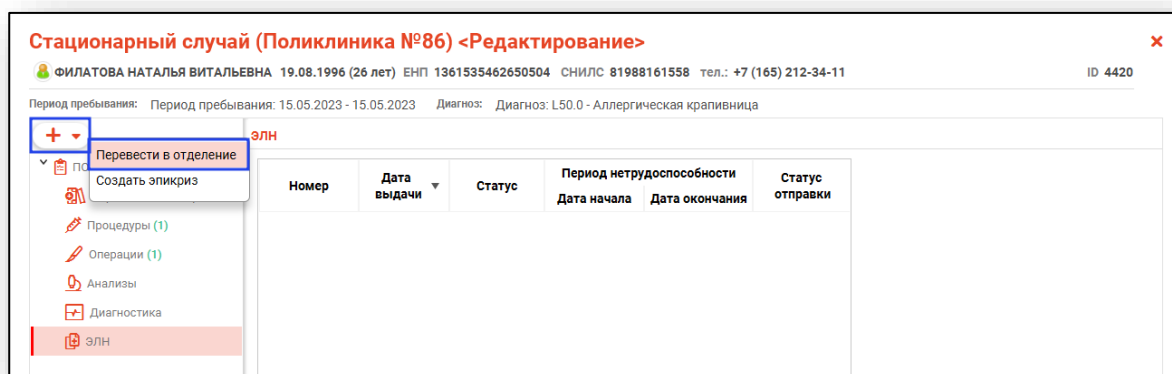 Стационарный случай (Поликлиника №86) <Редактирование>
ФИЛАТОВА НАТАЛЬЯ ВИТАЛЬЕВНА 19.08.1996 (26 лет) ЕНП 1361535462650504 СНИЛС 81988161558 тел.: +7 (165) 212-34-11 ID 4420
Период пребывания: Период пребывания: 15.05.2023 - 15.05.2023 Диагноз: Диагноз: L50.0 - Аллергическая крапивница
Перевести в отделение
Создать эпикриз
Процедуры (1)
Операции (1)
Анализы
Диагностика
ЭЛН
ЭЛН
Номер
Дата выдачи
Статус
Период нетрудоспособности
Дата начала Дата окончания
Статус отправки